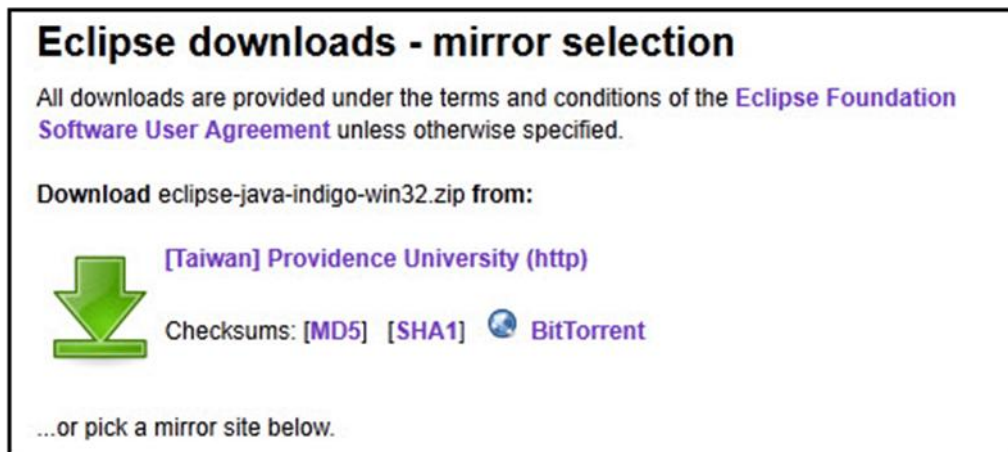 Eclipse downloads - mirror selection
All downloads are provided under the terms and conditions of the Eclipse Foundation
Software User Agreement unless otherwise specified.
Download eclipse-java-indigo-win32.zip from:
[Taiwan] Providence University (http)
Checksums: [MD5] [SHA1] BitTorrent
...or pick a mirror site below.